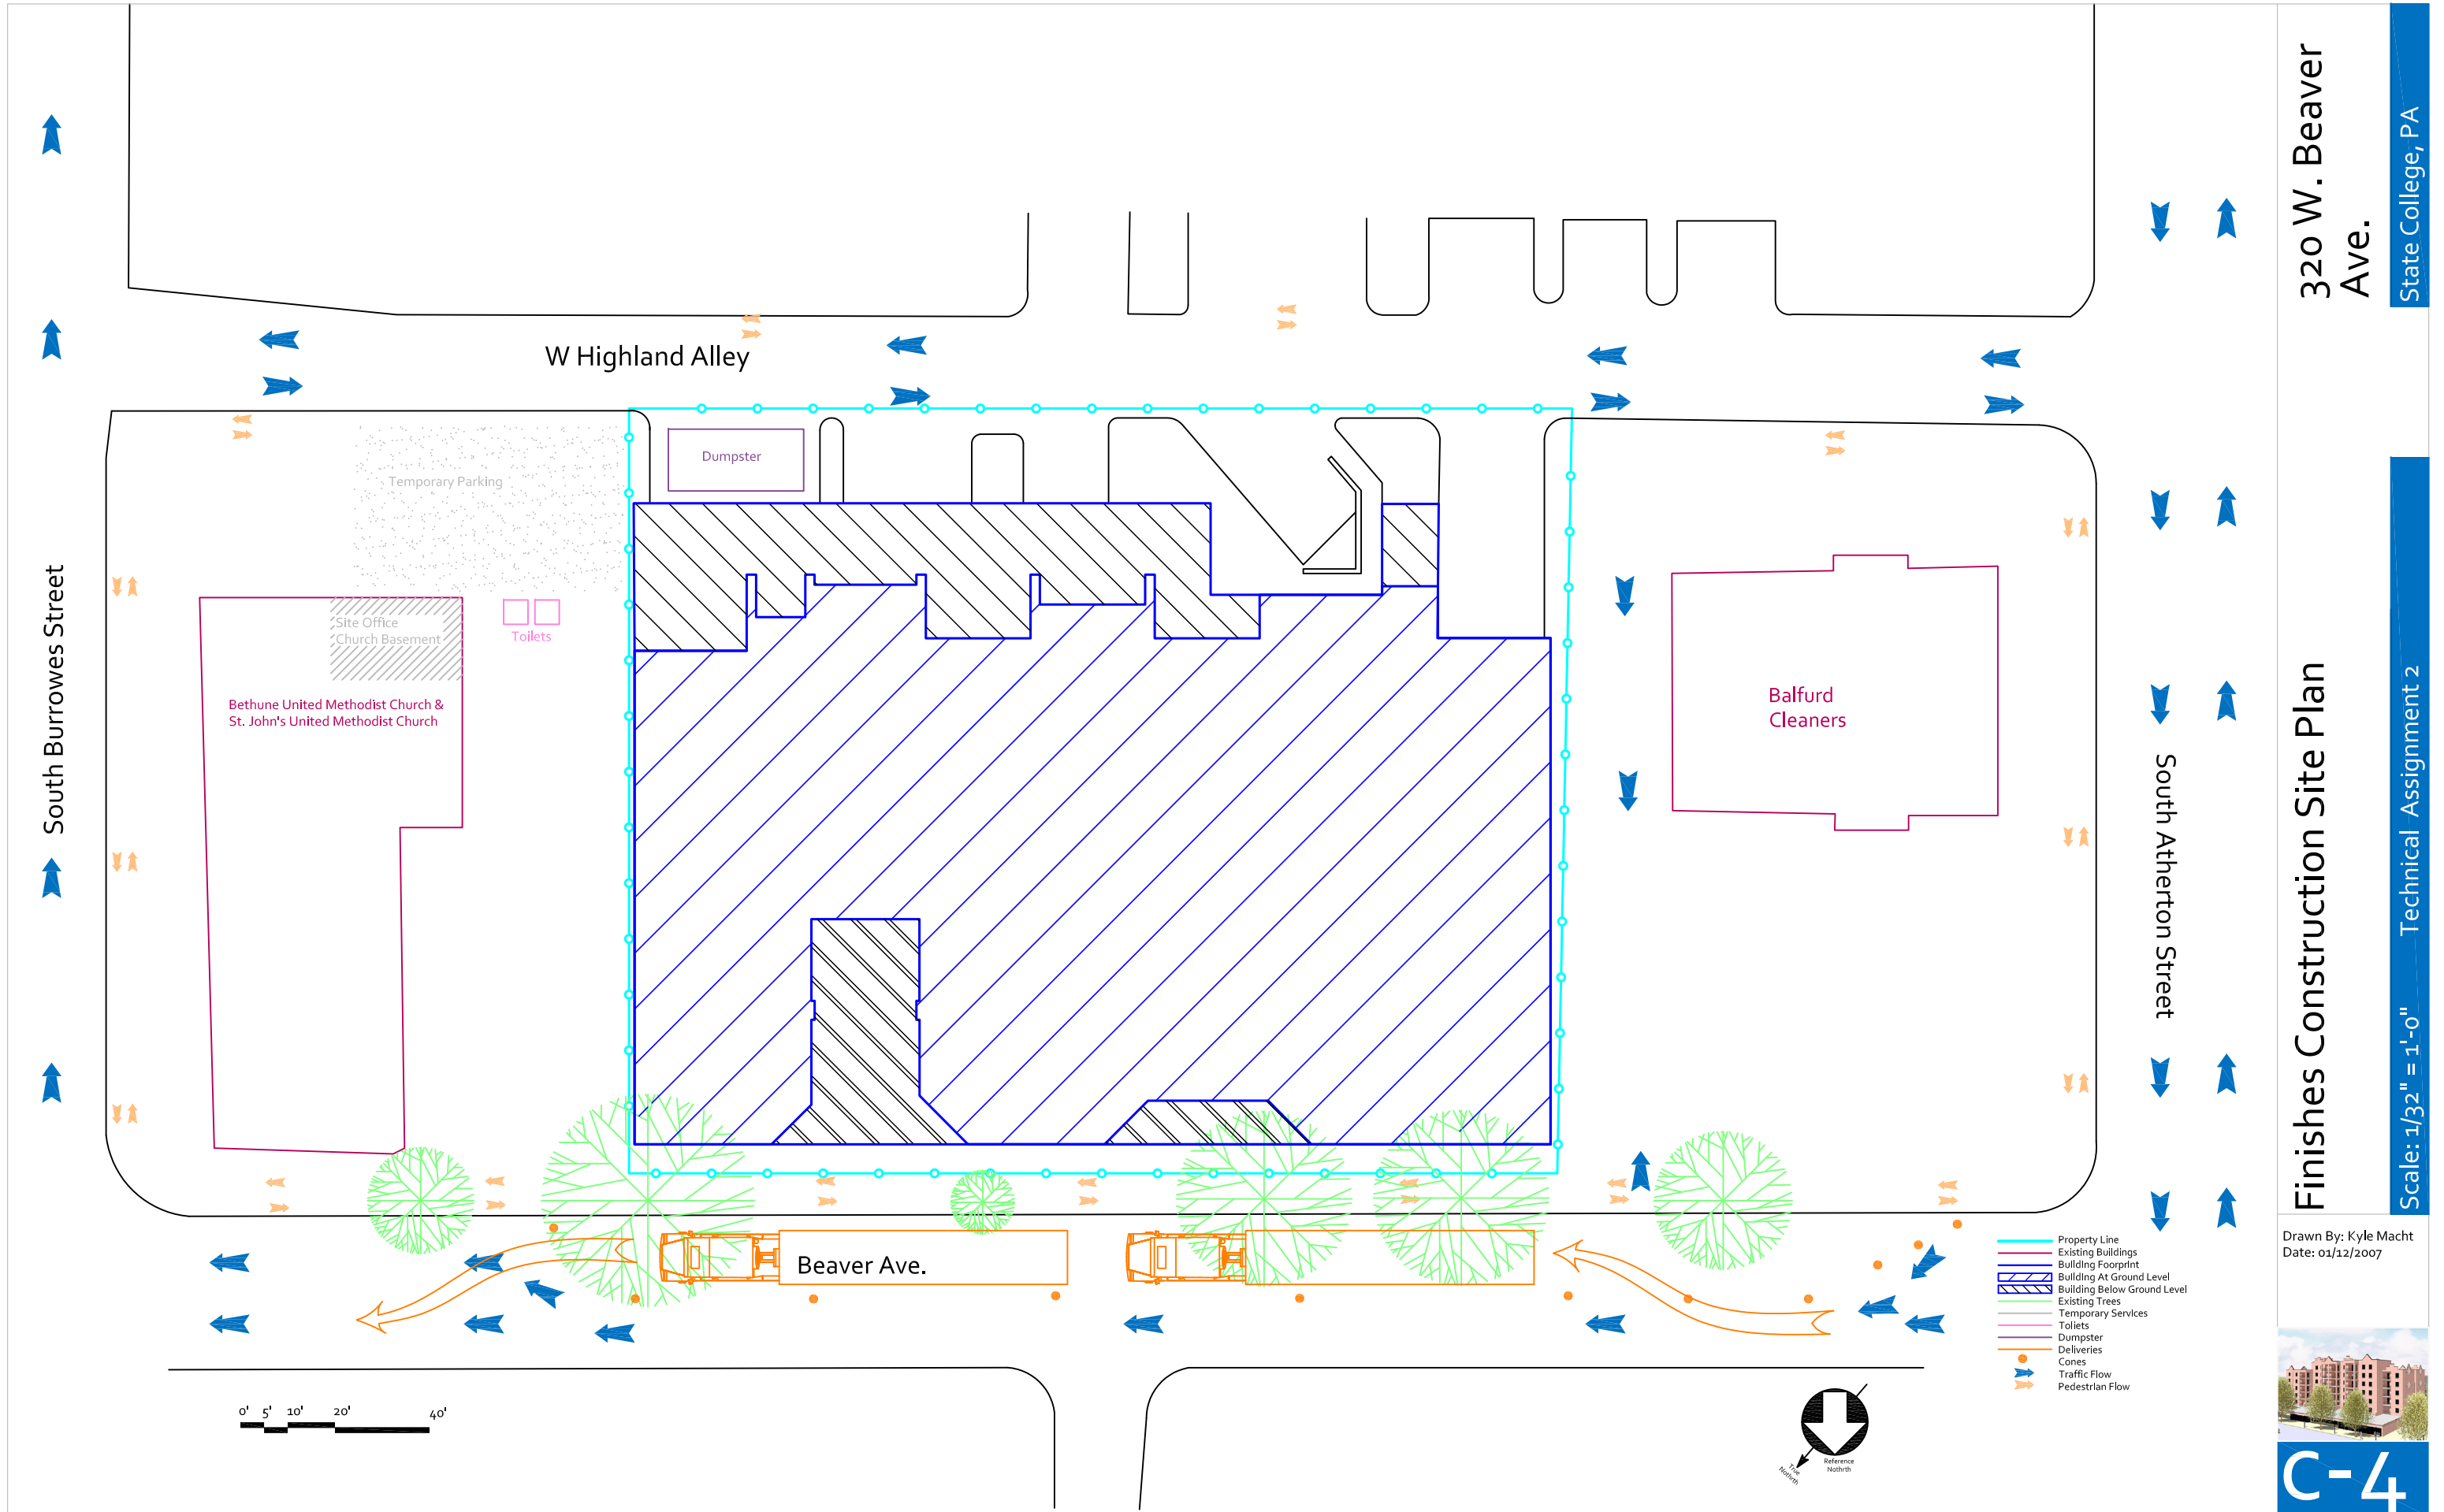 W Highland Alley
Dumpster
Temporary Parking
Site Office
Church Basement
Toilets
Bethune United Methodist Church &
St. John's United Methodist Church
Balfurd
Cleaners
South Burrowes Street
South Atherton Street
Beaver Ave.
0' 5' 10' 20' 40'
True
Nothrth
Reference
Nothrth
Property Line
Existing Buildings
Building Foorprint
Building At Ground Level
Building Below Ground Level
Existing Trees
Temporary Services
Toliets
Dumpster
Deliveries
Cones
Traffic Flow
Pedestrian Flow
320 W. Beaver
Ave.
State College, PA
Finishes Construction Site Plan
Scale: 1/32" = 1'-0" Technical Assignment 2
Drawn By: Kyle Macht
Date: 01/12/2007
C-4